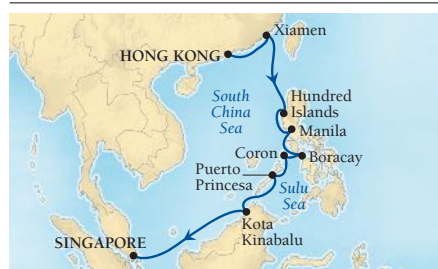 Xiamen
HONG KONG
South
China
Sea
Hundred
Islands
Manila
Coron
Boracay
Puerto
Princesa
Sulu
Sea
Kota
Kinabalu
SINGAPORE